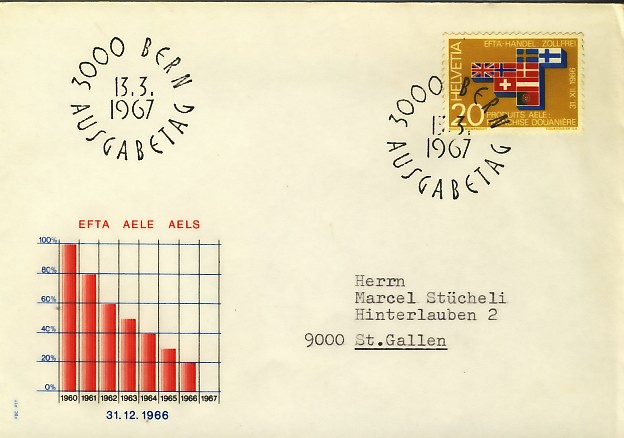 3000 BERN
13.3.
1967
AUSGABETAG
HELVETIA
EFTA-HANDEL ZOLLFREI
31.XII.1966
20
PRODUITS AELE:
FRANCHISE DOUANIÈRE
3000 BERN
13.3.
1967
AUSGABETAG
EFTA AELE AELS
100%
80%
60%
40%
20%
0%
1960 1961 1962 1963 1964 1965 1966 1967
31.12.1966
Herrn
Marcel Stücheli
Hinterlauben 2
9000 St.Gallen